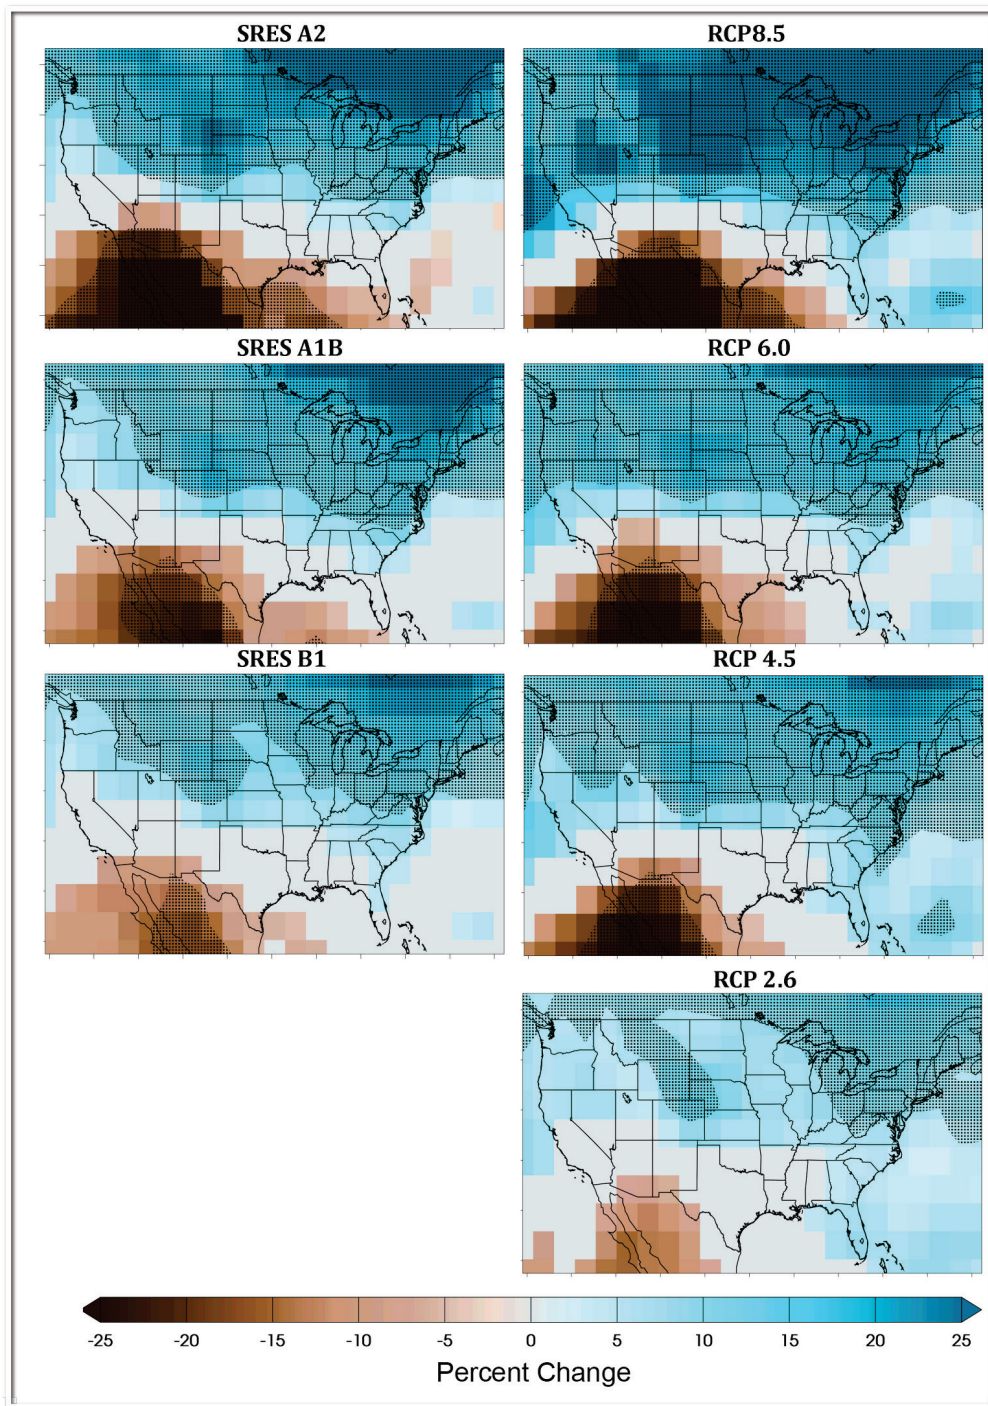 SRES A2
RCP8.5
SRES A1B
RCP 6.0
SRES B1
RCP 4.5
RCP 2.6
-25 -20 -15 -10 -5 0 5 10 15 20 25
Percent Change